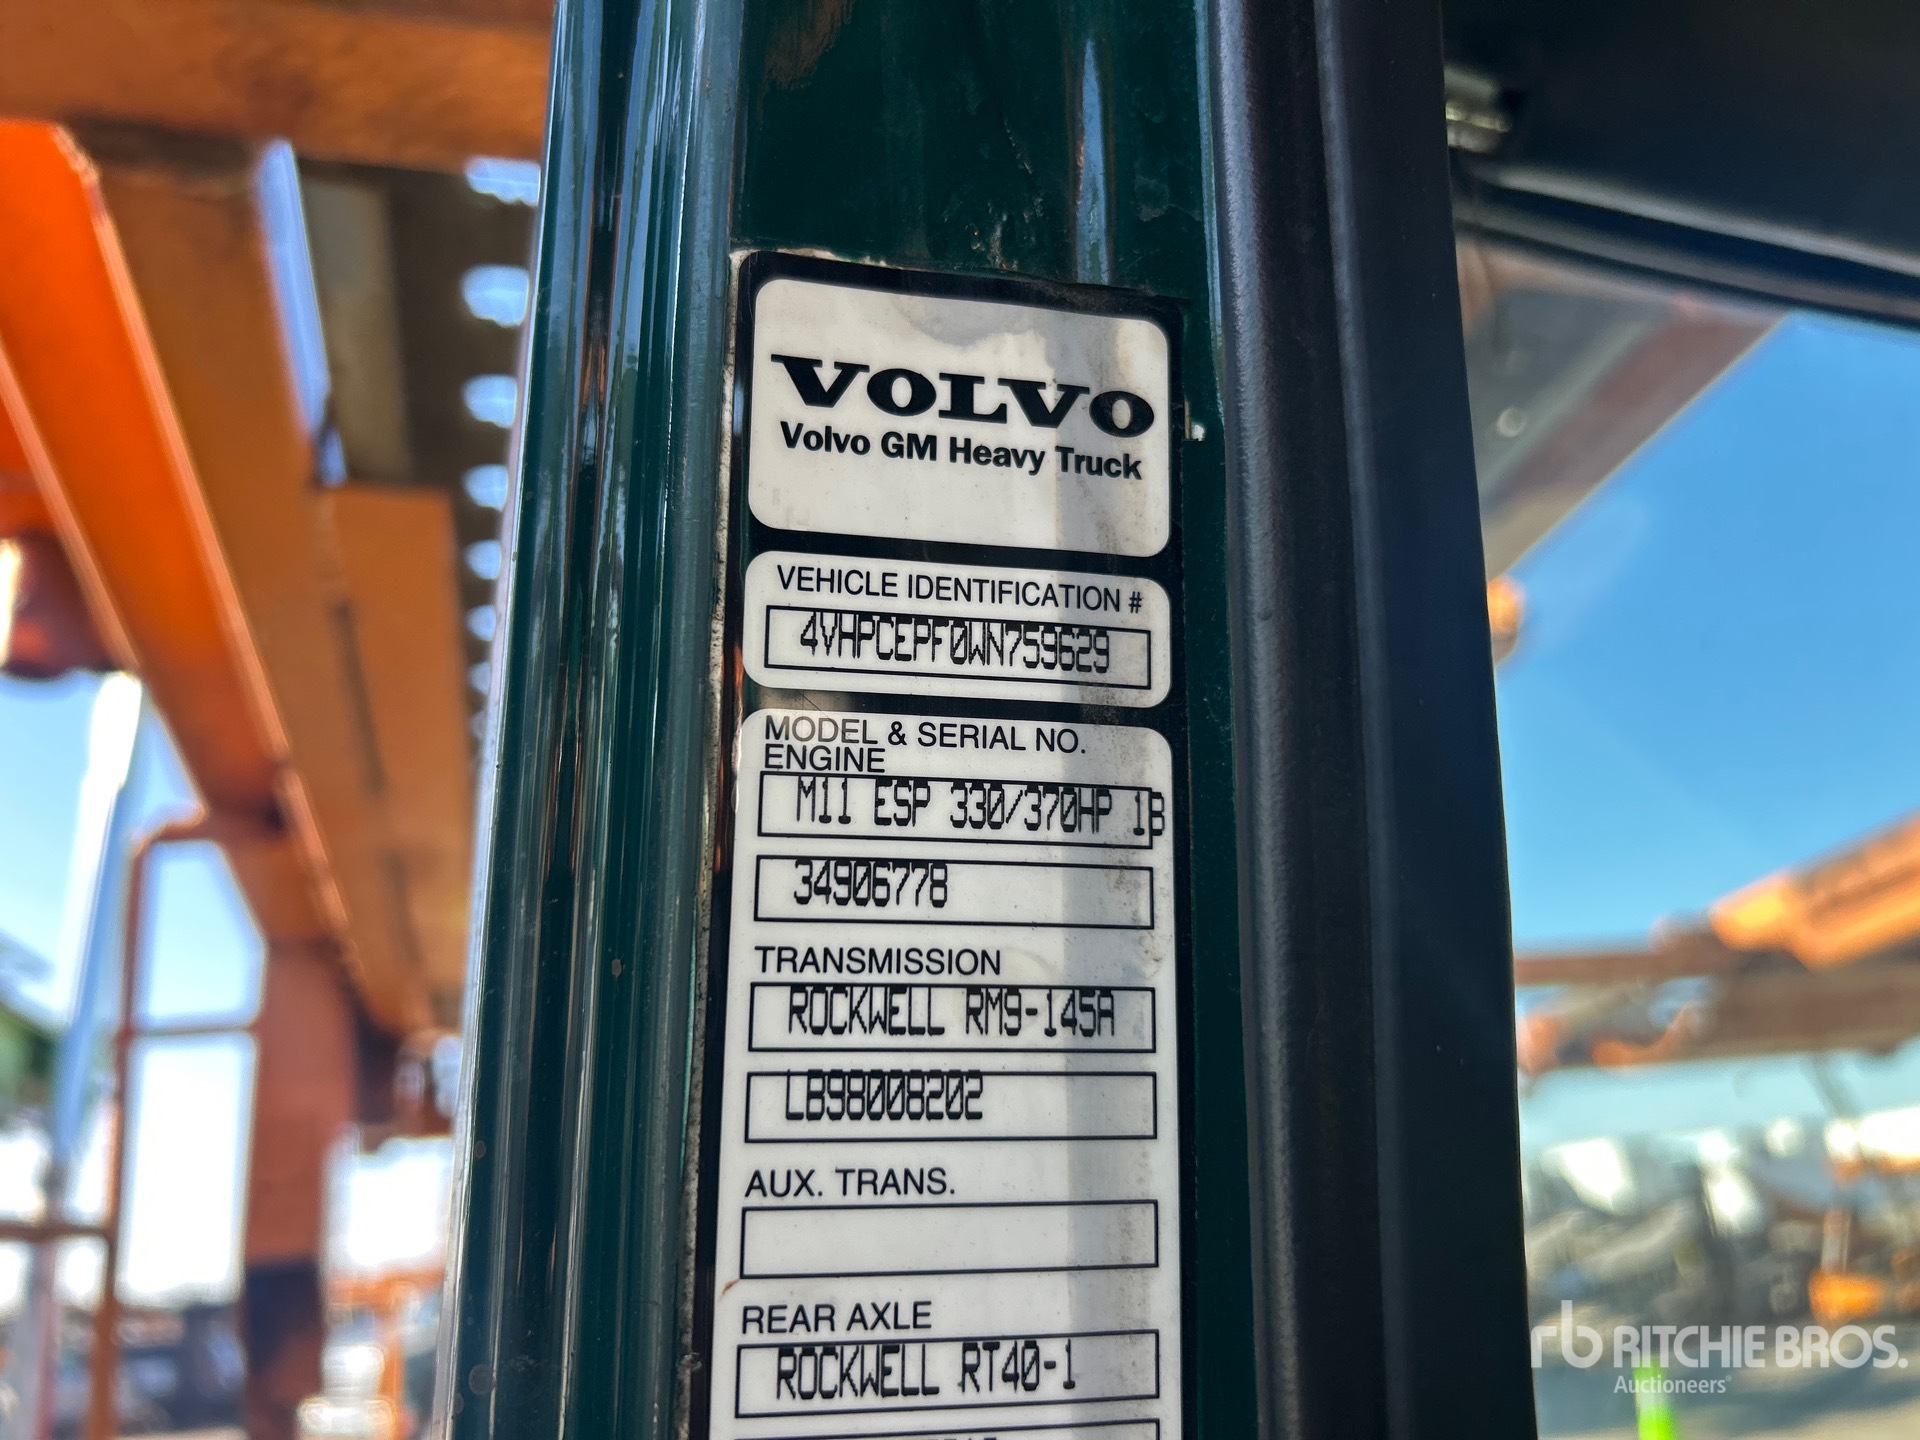 VOLVO
Volvo GM Heavy Truck
VEHICLE IDENTIFICATION #
4VHPCEPF0WN759629
MODEL & SERIAL NO.
ENGINE
M11 ESP 330/370HP 1B
34906778
TRANSMISSION
ROCKWELL RM9-145A
LB98008202
AUX. TRANS.
REAR AXLE
ROCKWELL RT40-1
rb RITCHIE BROS.
Auctioneers